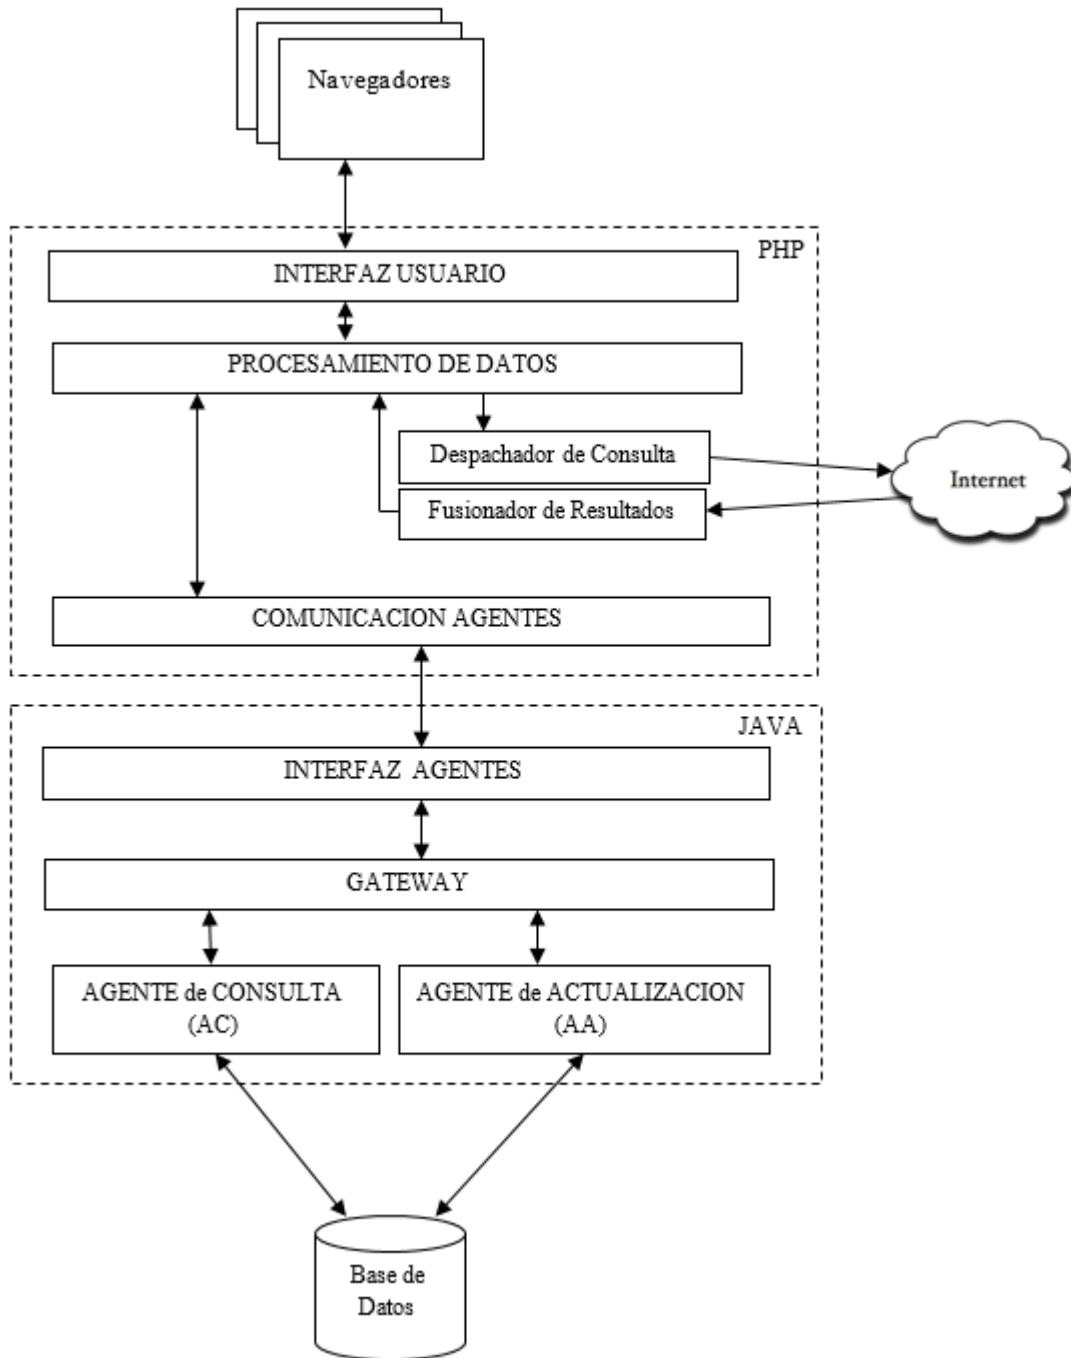 Navegadores
PHP
INTERFAZ USUARIO
PROCESAMIENTO DE DATOS
Despachador de Consulta
Internet
Fusionador de Resultados
COMUNICACION AGENTES
JAVA
INTERFAZ AGENTES
GATEWAY
AGENTE de CONSULTA
(AC)
AGENTE de ACTUALIZACION
(AA)
Base de
Datos